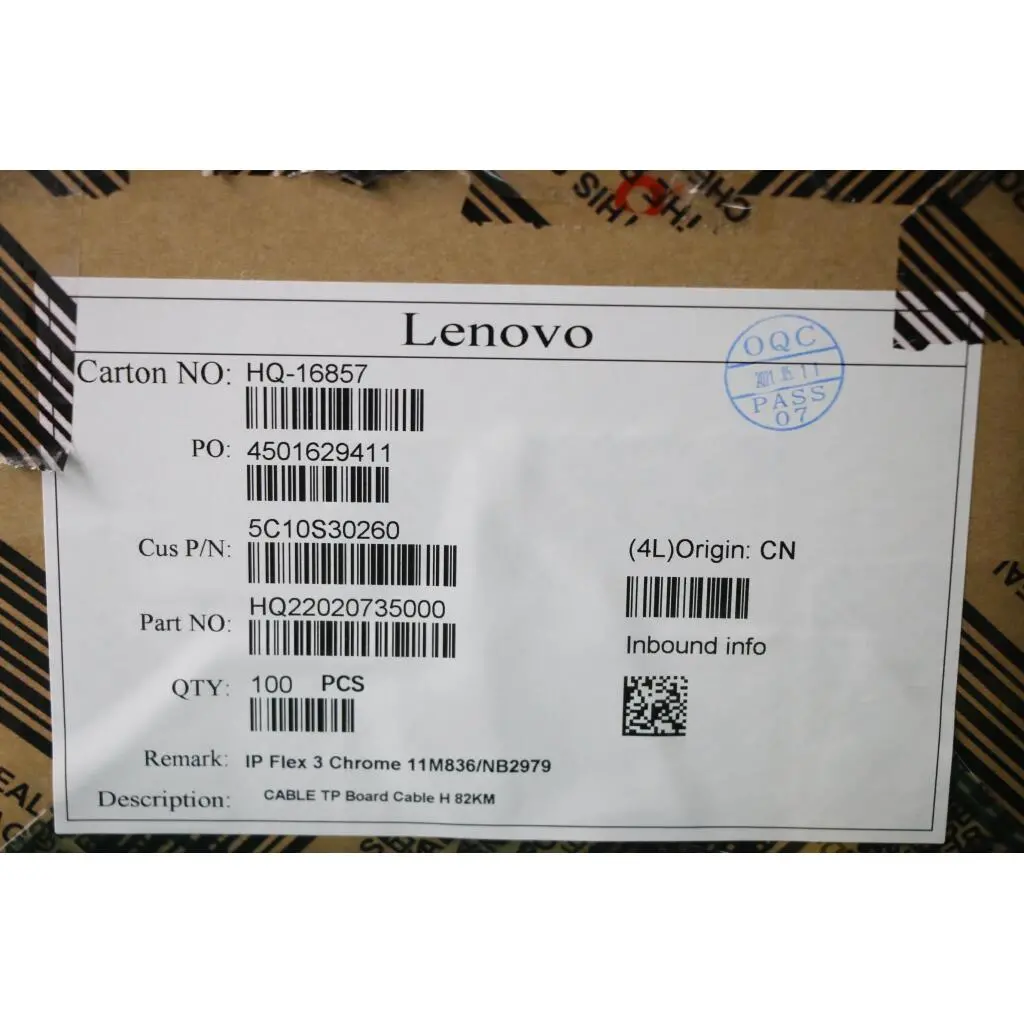 Lenovo
OQC
PASS
07
Carton NO: HQ-16857
PO: 4501629411
Cus P/N: 5C10S30260
(4L)Origin: CN
Part NO: HQ22020735000
Inbound info
QTY: 100 PCS
Remark: IP Flex 3 Chrome 11M836/NB2979
Description: CABLE TP Board Cable H 82KM